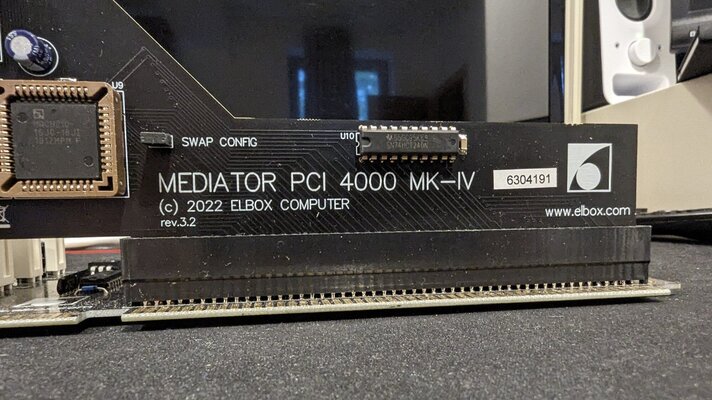 U9
SWAP CONFIG
U10
MEDIATOR PCI 4000 MK-IV
6304191
(c) 2022 ELBOX COMPUTER
rev.3.2
www.elbox.com